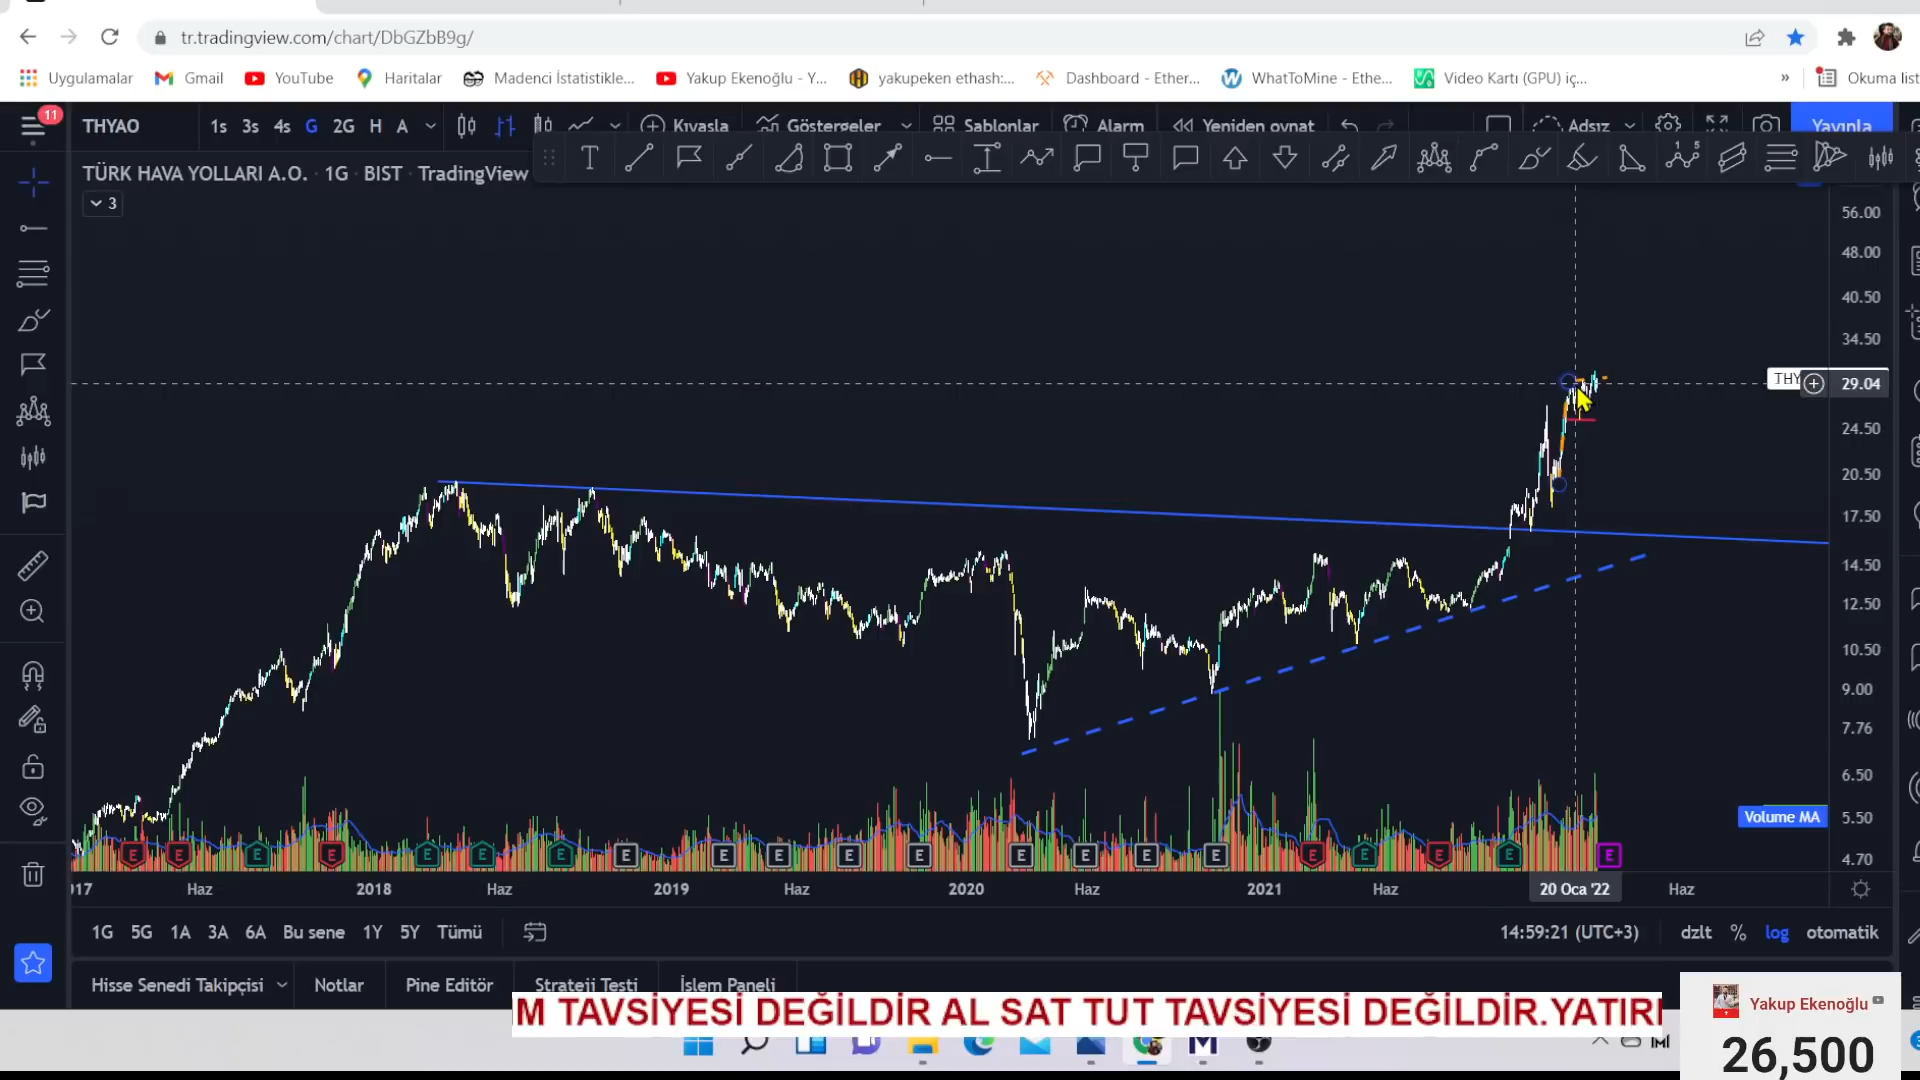 tr.tradingview.com/chart/DbGZbB9g/
Uygulamalar Gmail YouTube Haritalar Madenci İstatistikle... Yakup Ekenoğlu - Y... yakupeken ethash:... Dashboard - Ether... WhatToMine - Ethe... Video Kartı (GPU) iç... » Okuma list
11
THYAO 1s 3s 4s G 2G H A Kıyasla Göstergeler Şablonlar Alarm Yeniden oynat Adsız Yayınla
TÜRK HAVA YOLLARI A.O. · 1G · BIST · TradingView
3
56.00
48.00
40.50
34.50
THY 29.04
24.50
20.50
17.50
14.50
12.50
10.50
9.00
7.76
6.50
Volume MA
5.50
4.70
E E E E E E E E E E E E E E E E E E E E E
017 Haz 2018 Haz 2019 Haz 2020 Haz 2021 Haz 20 Oca '22 Haz
1G 5G 1A 3A 6A Bu sene 1Y 5Y Tümü 14:59:21 (UTC+3) dzlt % log otomatik
Hisse Senedi Takipçisi Notlar Pine Editör Strateji Testi İşlem Paneli
M TAVSİYESİ DEĞİLDİR AL SAT TUT TAVSİYESİ DEĞİLDİR.YATIRI
Yakup Ekenoğlu
26,500